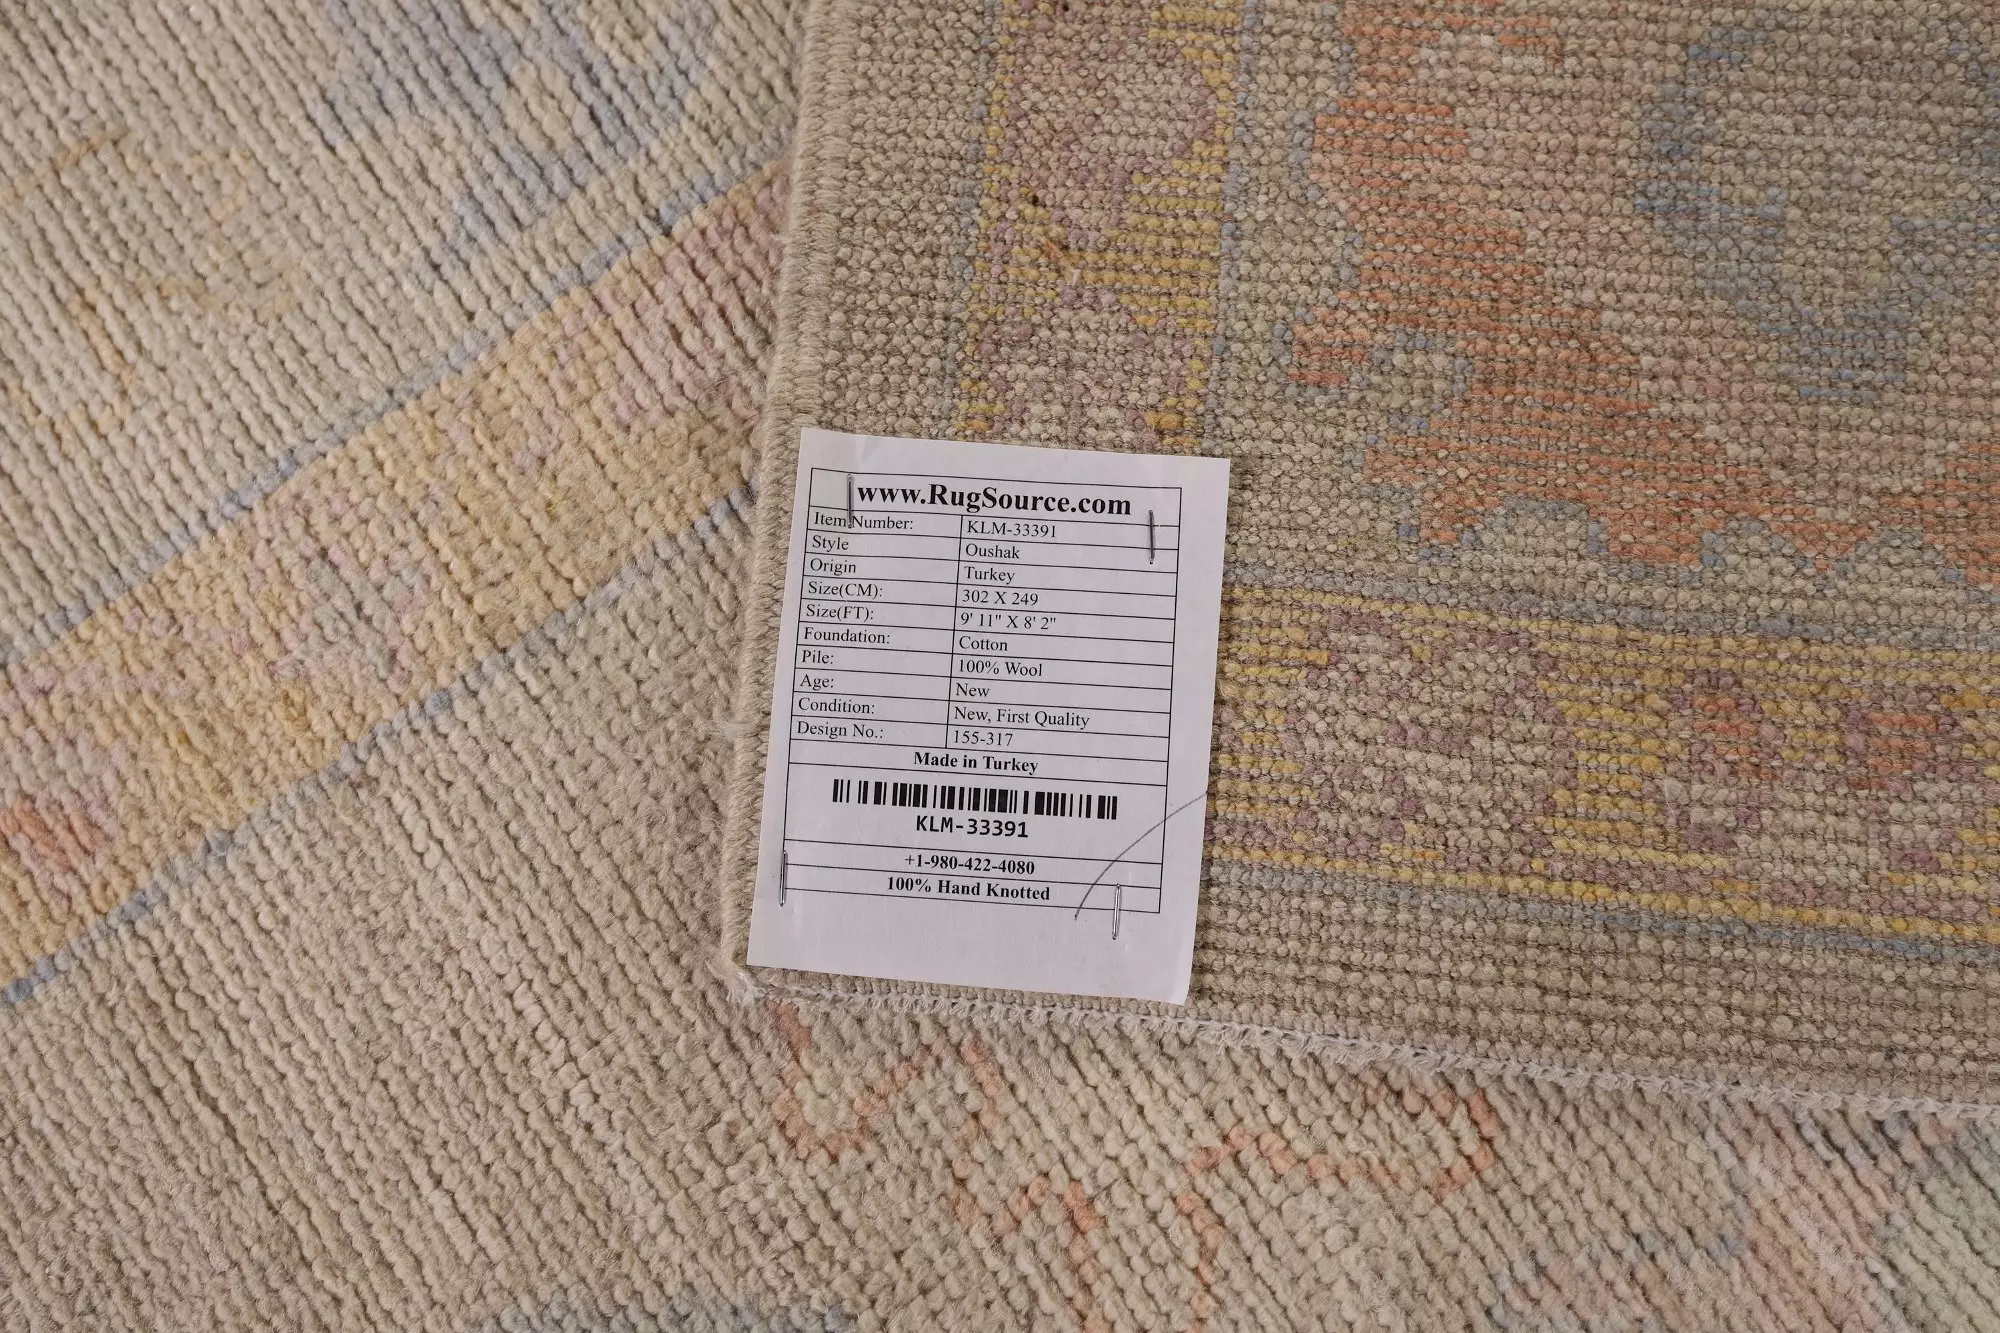 www.RugSource.com
Item Number: KLM-33391
Style Oushak
Origin Turkey
Size(CM): 302 X 249
Size(FT): 9' 11" X 8' 2"
Foundation: Cotton
Pile: 100% Wool
Age: New
Condition: New, First Quality
Design No.: 155-317
Made in Turkey
KLM-33391
+1-980-422-4080
100% Hand Knotted